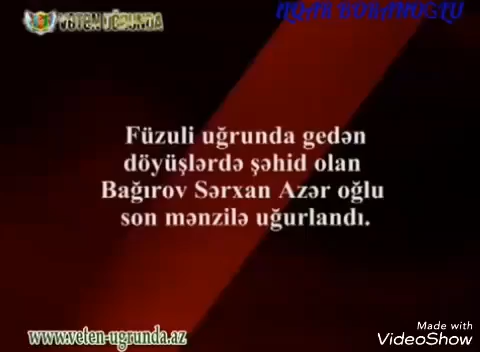 VETEN UĞRUNDA
Füzuli uğrunda gedən
döyüşlərdə şəhid olan
Bağırov Sərxan Azər oğlu
son mənzilə uğurlandı.
www.veten-ugrunda.az
Made with
VideoShow